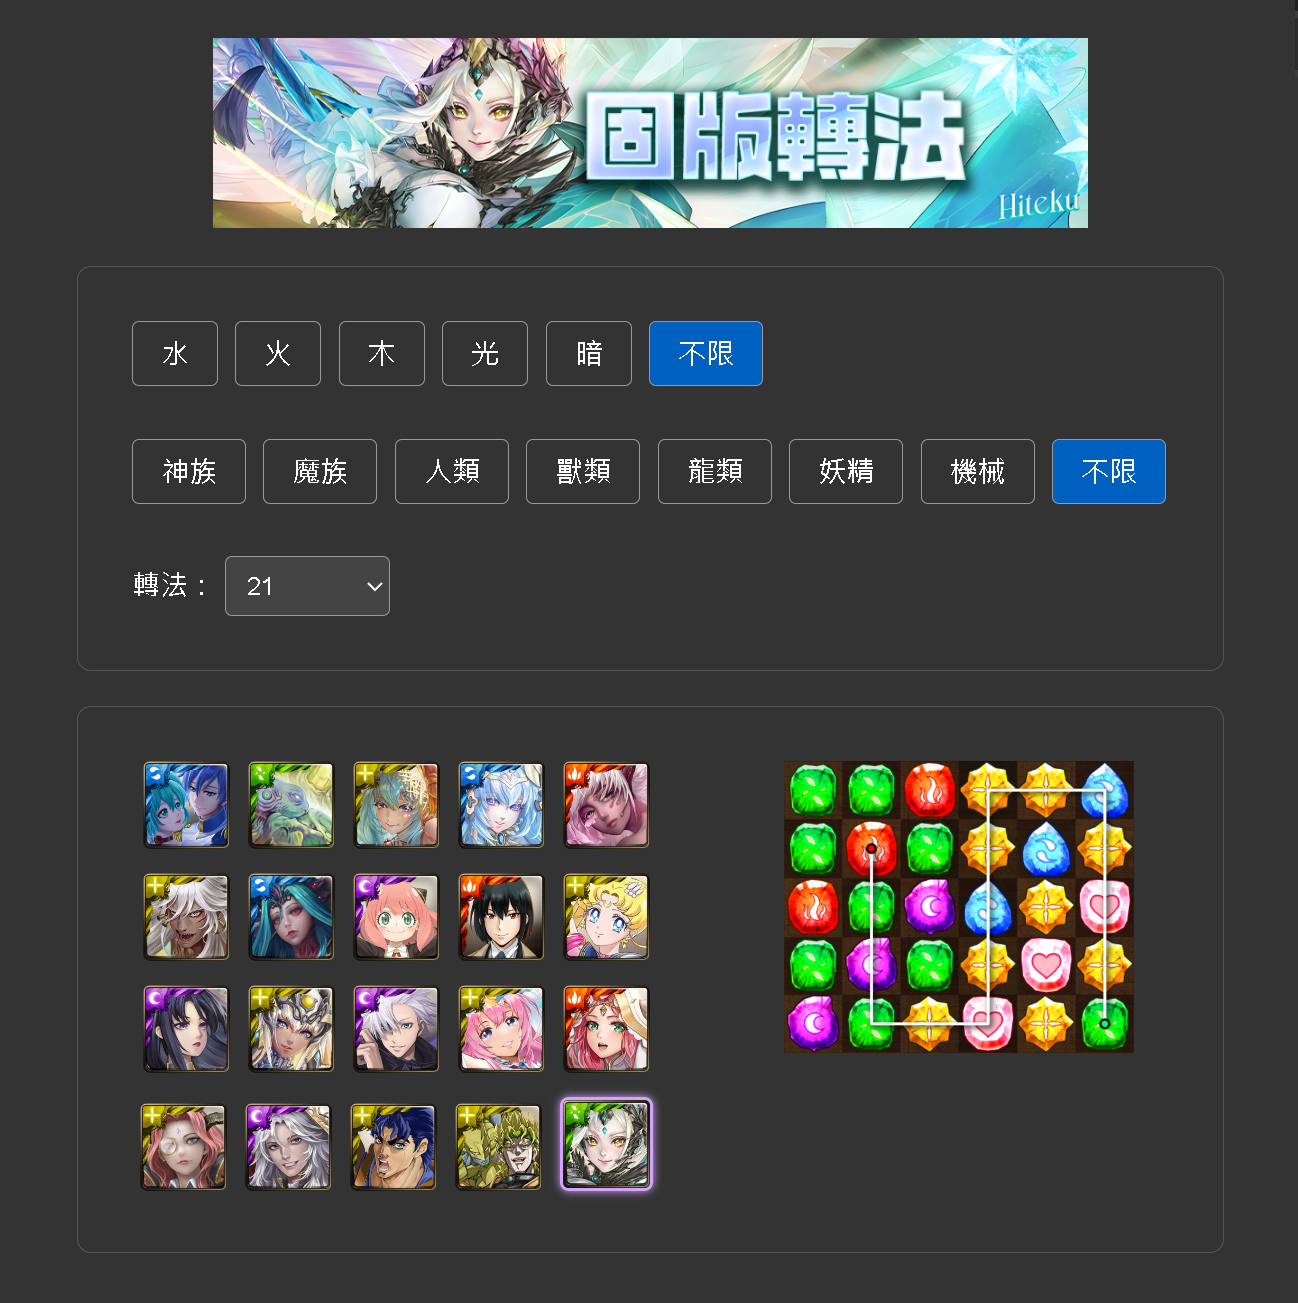 固版轉法
Hiteku
水 火 木 光 暗 不限
神族 魔族 人類 獸類 龍類 妖精 機械 不限
轉法： 21